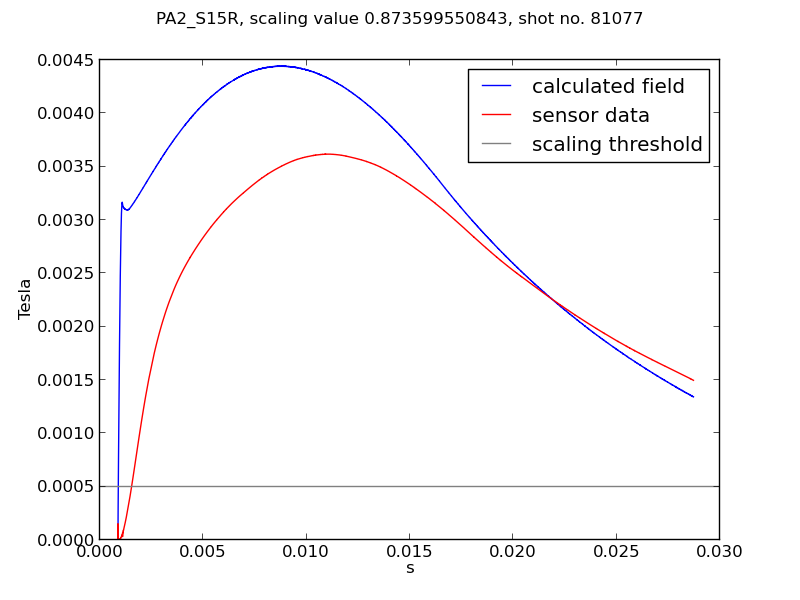 PA2_S15R, scaling value 0.873599550843, shot no. 81077
calculated field
sensor data
scaling threshold
Tesla
0.0045
0.0040
0.0035
0.0030
0.0025
0.0020
0.0015
0.0010
0.0005
0.0000
0.000
0.005
0.010
0.015
0.020
0.025
0.030
s